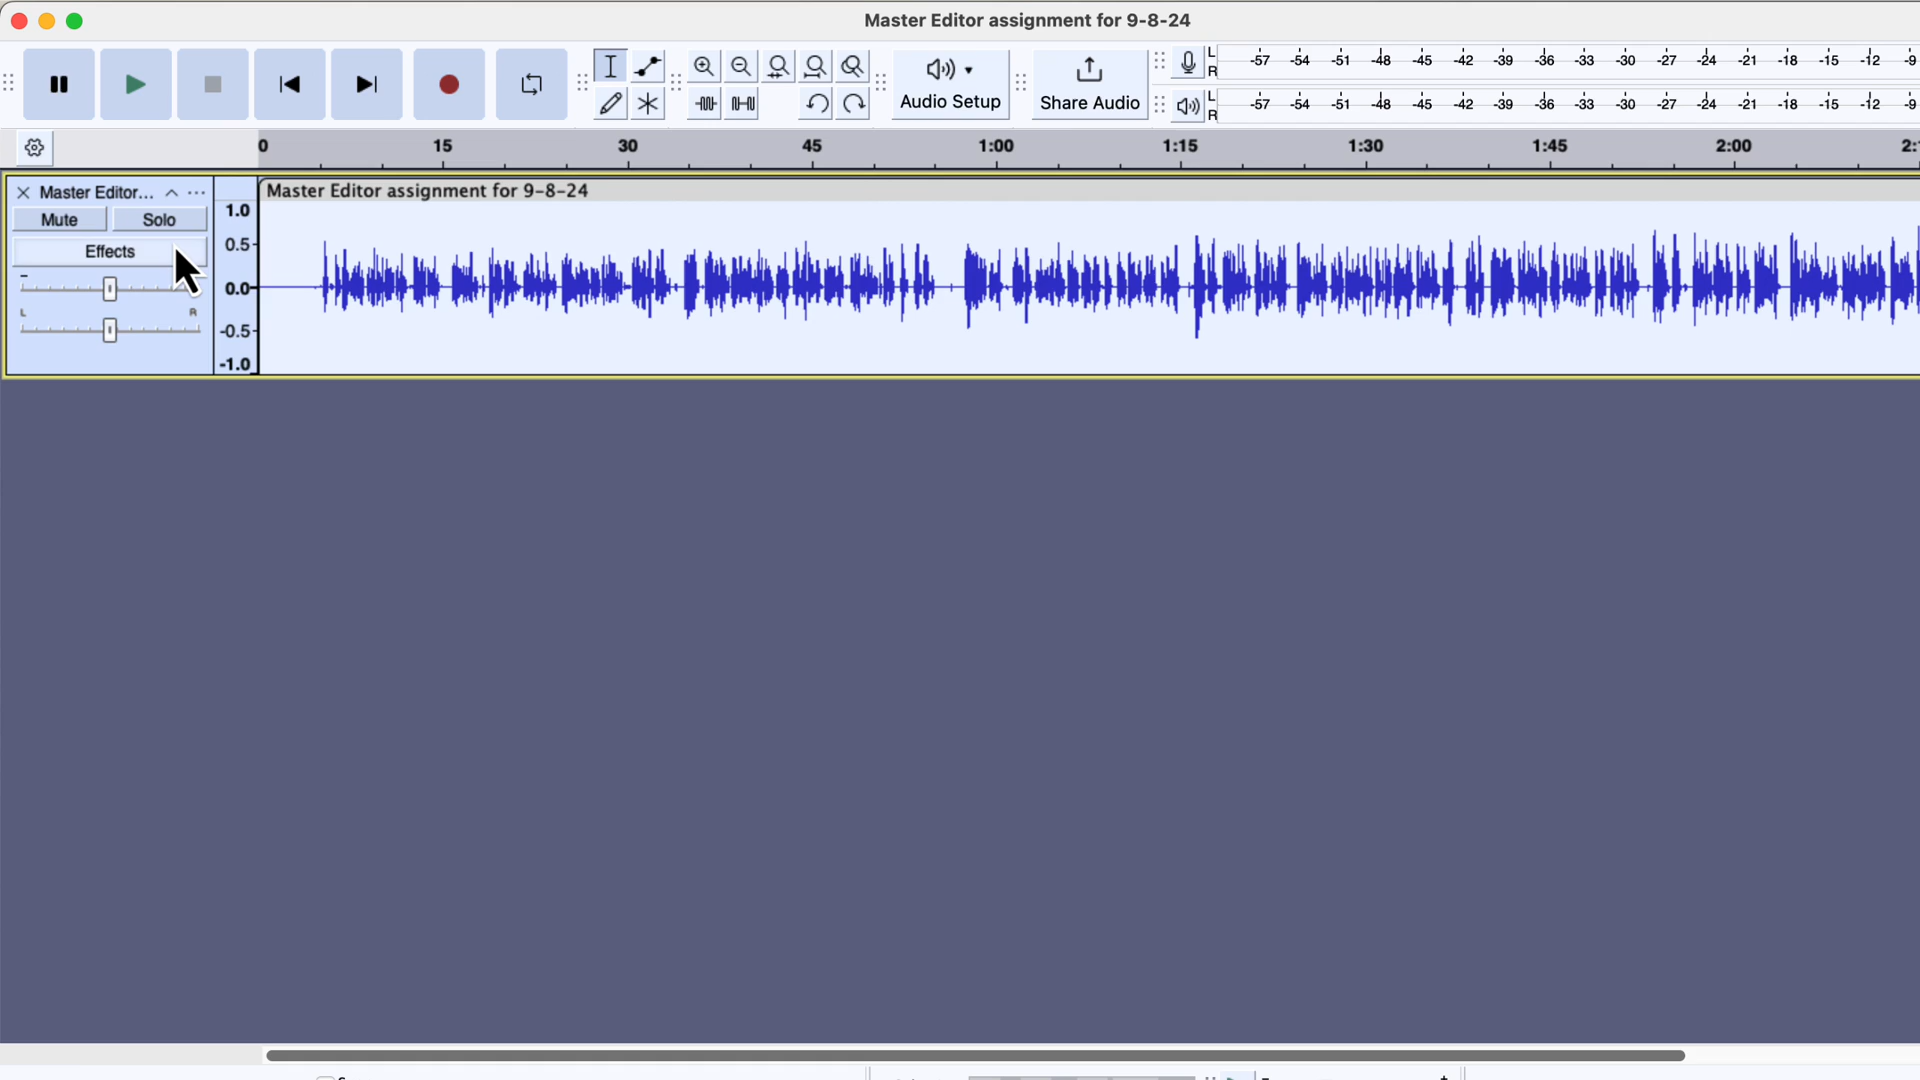 Master Editor assignment for 9-8-24
Audio Setup
Share Audio
L
R
-57 -54 -51 -48 -45 -42 -39 -36 -33 -30 -27 -24 -21 -18 -15 -12 -9
L
R
-57 -54 -51 -48 -45 -42 -39 -36 -33 -30 -27 -24 -21 -18 -15 -12 -9
0 15 30 45 1:00 1:15 1:30 1:45 2:00
Master Editor...
Master Editor assignment for 9-8-24
Mute Solo
Effects
L R
1.0
0.5
0.0
-0.5
-1.0